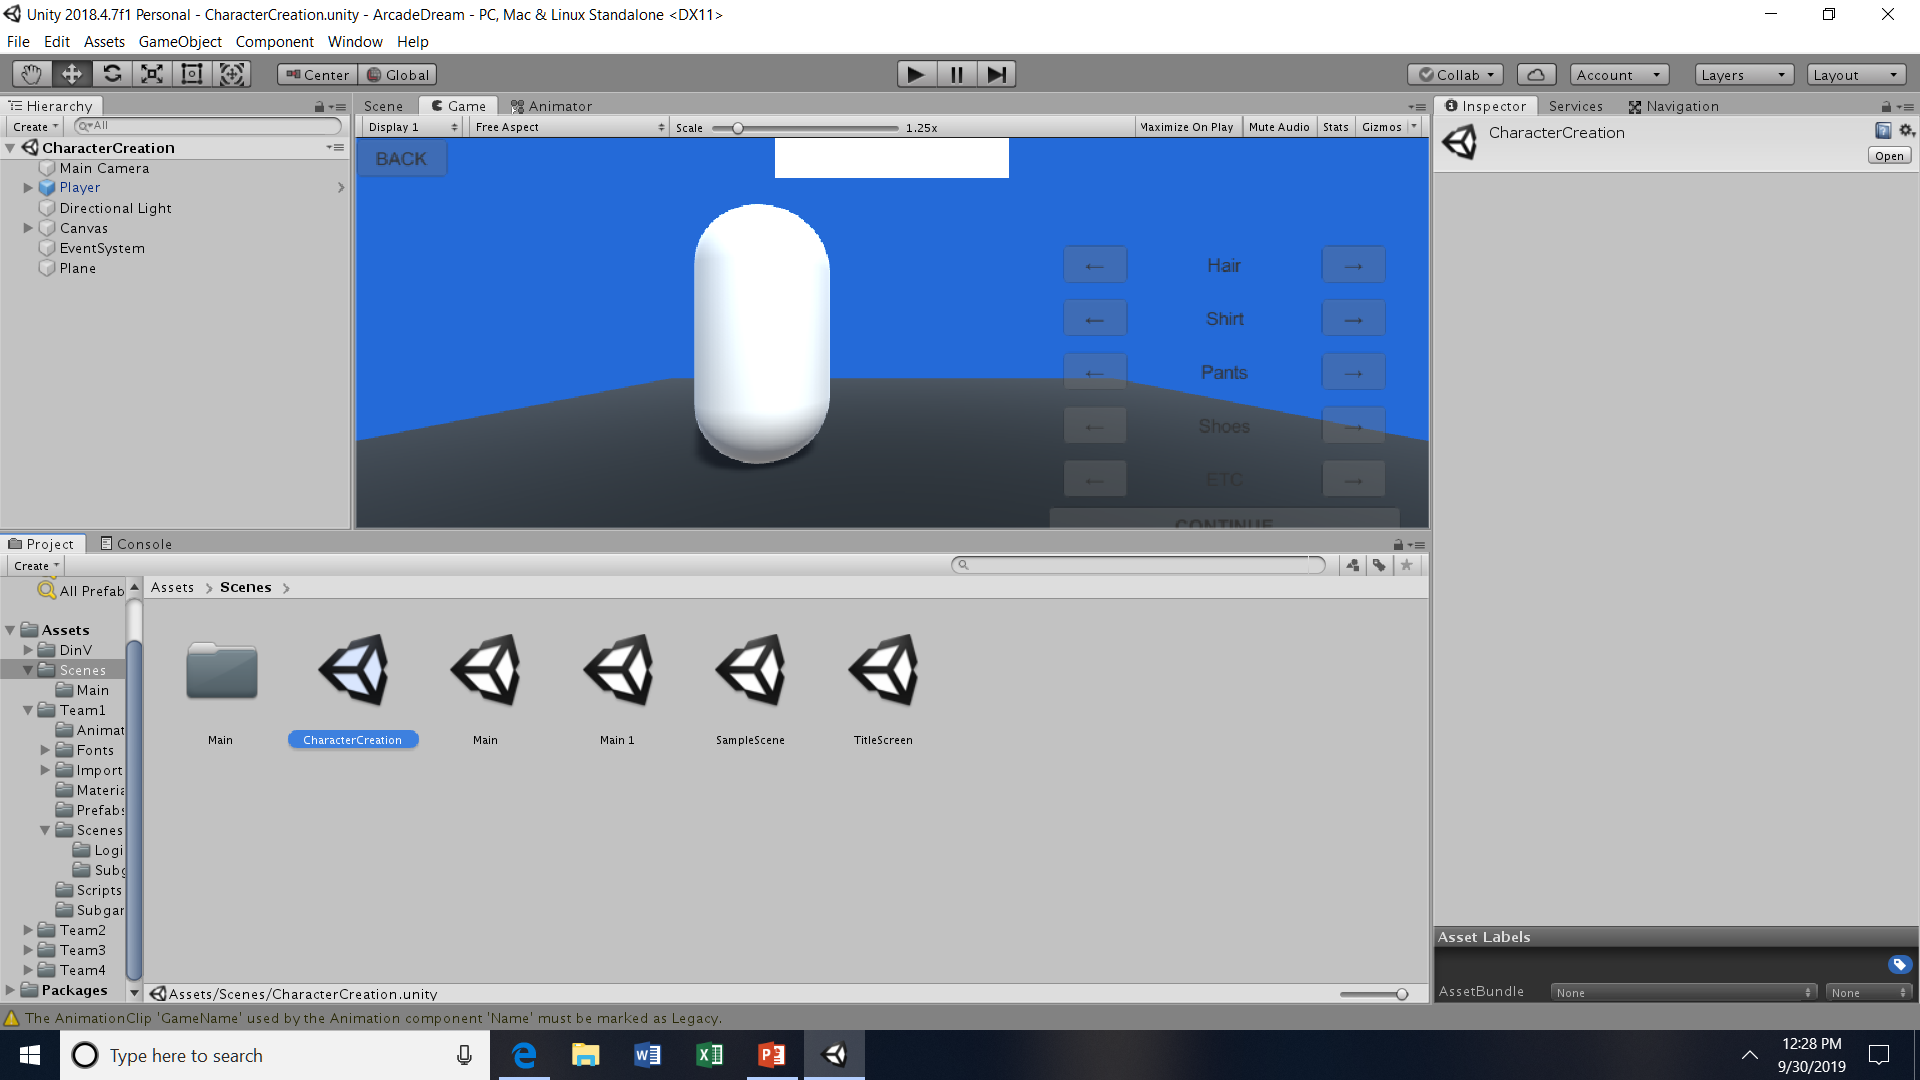 Unity 2018.4.7f1 Personal - CharacterCreation.unity - ArcadeDream - PC, Mac & Linux Standalone <DX11>
File Edit Assets GameObject Component Window Help
Center Global Collab Account Layers Layout
Hierarchy
Create All
CharacterCreation
Main Camera
Player
Directional Light
Canvas
EventSystem
Plane
Scene Game Animator
Display 1 Free Aspect Scale 1.25x Maximize On Play Mute Audio Stats Gizmos
BACK
← Hair →
← Shirt →
← Pants →
← Shoes →
← ETC →
CONTINUE
Inspector Services Navigation
CharacterCreation
Open
Project Console
Create
All Prefab
Assets
DinV
Scenes
Main
Team1
Animat
Fonts
Import
Materia
Prefabs
Scenes
Logi
Subg
Scripts
Subgar
Team2
Team3
Team4
Packages
Assets > Scenes >
Main CharacterCreation Main Main 1 SampleScene TitleScreen
Assets/Scenes/CharacterCreation.unity
Asset Labels
AssetBundle None None
The AnimationClip 'GameName' used by the Animation component 'Name' must be marked as Legacy.
Type here to search
12:28 PM
9/30/2019